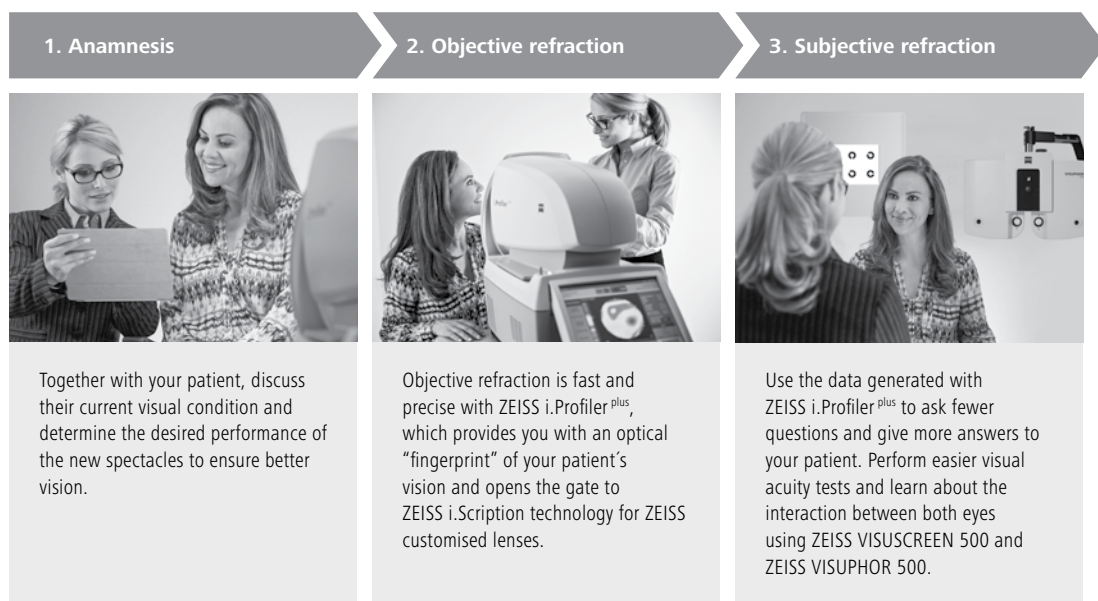 1. Anamnesis
2. Objective refraction
3. Subjective refraction
Together with your patient, discuss
their current visual condition and
determine the desired performance of
the new spectacles to ensure better
vision.
Objective refraction is fast and
precise with ZEISS i.Profiler plus,
which provides you with an optical
“fingerprint” of your patient´s
vision and opens the gate to
ZEISS i.Scription technology for ZEISS
customised lenses.
Use the data generated with
ZEISS i.Profiler plus to ask fewer
questions and give more answers to
your patient. Perform easier visual
acuity tests and learn about the
interaction between both eyes
using ZEISS VISUSCREEN 500 and
ZEISS VISUPHOR 500.